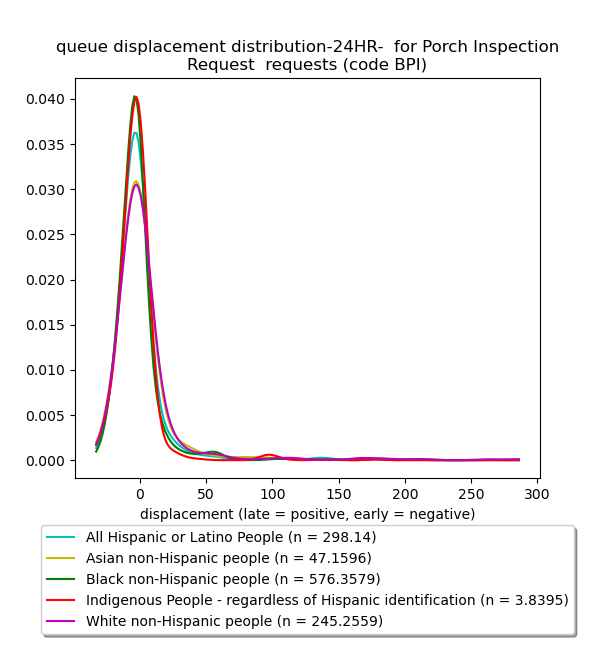 queue displacement distribution-24HR-  for Porch Inspection
Request  requests (code BPI)
0.040
0.035
0.030
0.025
0.020
0.015
0.010
0.005
0.000
0 50 100 150 200 250 300
displacement (late = positive, early = negative)
All Hispanic or Latino People (n = 298.14)
Asian non-Hispanic people (n = 47.1596)
Black non-Hispanic people (n = 576.3579)
Indigenous People - regardless of Hispanic identification (n = 3.8395)
White non-Hispanic people (n = 245.2559)